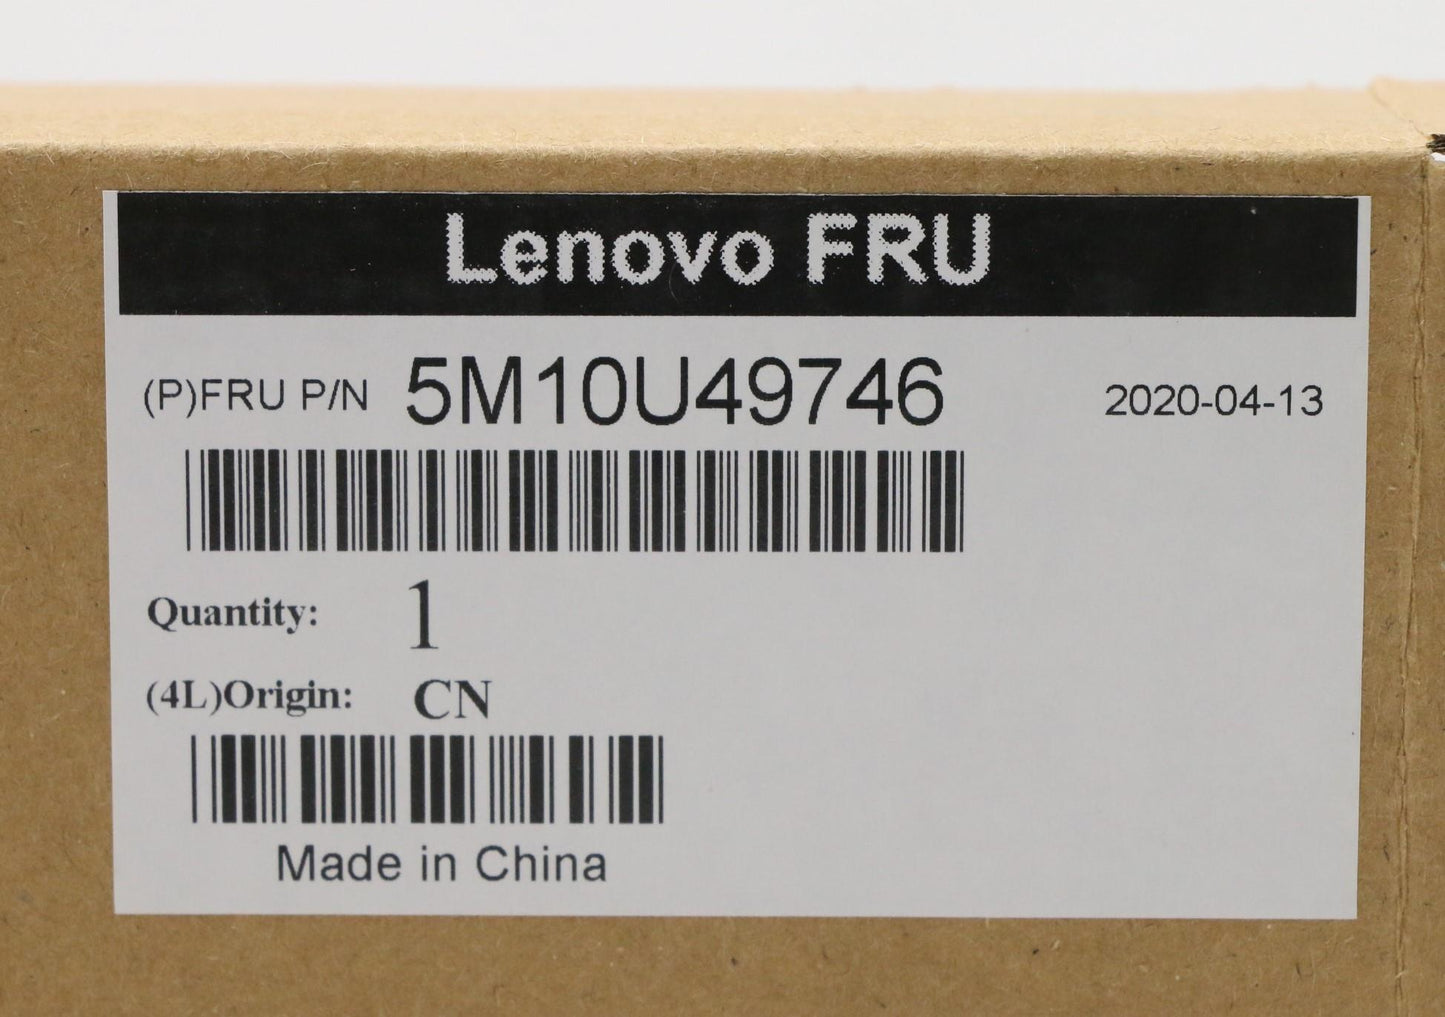 Lenovo FRU
(P)FRU P/N 5M10U49746 2020-04-13
Quantity: 1
(4L)Origin: CN
Made in China